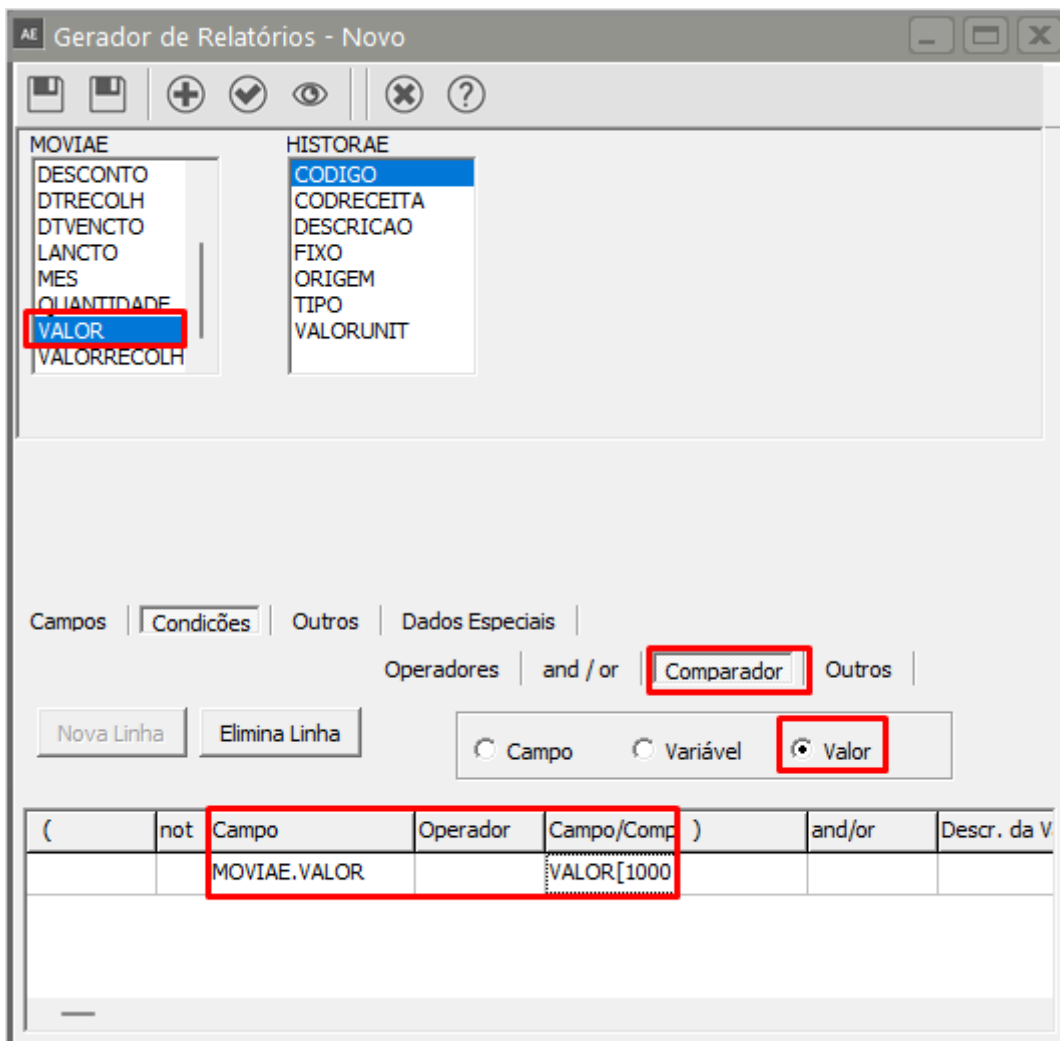 AE Gerador de Relatórios - Novo
MOVIAE HISTORAE
DESCONTO CODIGO
DTRECOLH CODRECEITA
DTVENCTO DESCRICAO
LANCTO FIXO
MES ORIGEM
QUANTIDADE TIPO
VALOR VALORUNIT
VALORRECOLH
Campos Condicões Outros Dados Especiais
Operadores and / or Comparador Outros
Nova Linha Elimina Linha Campo Variável Valor
( not Campo Operador Campo/Comp ) and/or Descr. da V
MOVIAE.VALOR VALOR[1000